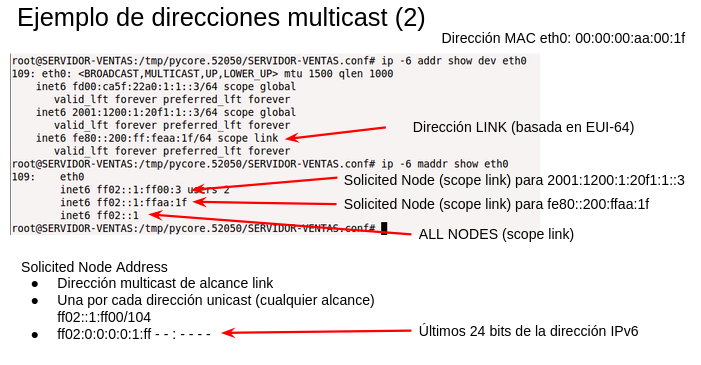 Ejemplo de direcciones multicast (2)
Dirección MAC eth0: 00:00:00:aa:00:1f
root@SERVIDOR-VENTAS:/tmp/pycore.52050/SERVIDOR-VENTAS.conf# ip -6 addr show dev eth0
109: eth0: <BROADCAST,MULTICAST,UP,LOWER_UP> mtu 1500 qlen 1000
inet6 fd00:ca5f:22a0:1:1::3/64 scope global
valid_lft forever preferred_lft forever
inet6 2001:1200:1:20f1:1::3/64 scope global
valid_lft forever preferred_lft forever
inet6 fe80::200:ff:feaa:1f/64 scope link
valid_lft forever preferred_lft forever
Dirección LINK (basada en EUI-64)
root@SERVIDOR-VENTAS:/tmp/pycore.52050/SERVIDOR-VENTAS.conf# ip -6 maddr show eth0
109: eth0
inet6 ff02::1:ff00:3 users 2
Solicited Node (scope link) para 2001:1200:1:20f1:1::3
inet6 ff02::1:ffaa:1f
Solicited Node (scope link) para fe80::200:ffaa:1f
inet6 ff02::1
root@SERVIDOR-VENTAS:/tmp/pycore.52050/SERVIDOR-VENTAS.conf#
ALL NODES (scope link)
Solicited Node Address
● Dirección multicast de alcance link
● Una por cada dirección unicast (cualquier alcance)
ff02::1:ff00/104
● ff02:0:0:0:0:1:ff - - : - - - -
Últimos 24 bits de la dirección IPv6